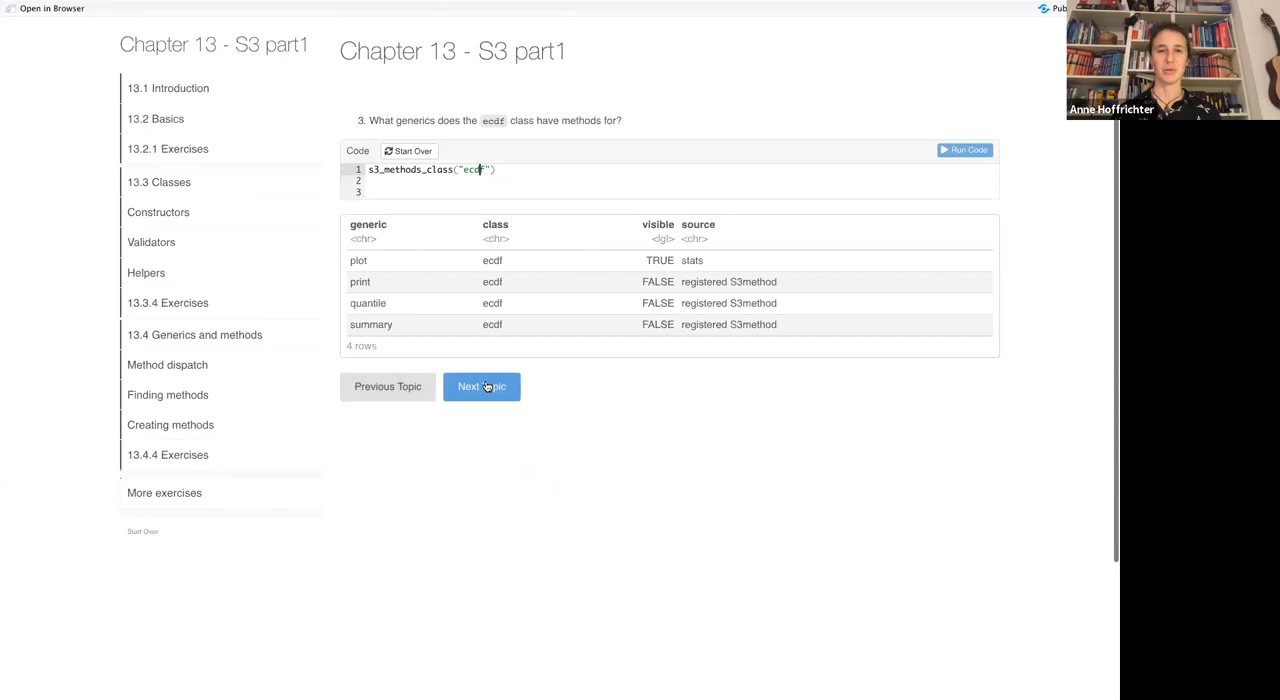 Open in Browser
Pub
Anne Hoffrichter
Chapter 13 - S3 part1
13.1 Introduction
13.2 Basics
13.2.1 Exercises
13.3 Classes
Constructors
Validators
Helpers
13.3.4 Exercises
13.4 Generics and methods
Method dispatch
Finding methods
Creating methods
13.4.4 Exercises
More exercises
Start Over
Chapter 13 - S3 part1
3. What generics does the ecdf class have methods for?
Code Start Over Run Code
1 s3_methods_class("ecdf")
2
3
generic class visible source
<chr> <chr> <lgl> <chr>
plot ecdf TRUE stats
print ecdf FALSE registered S3method
quantile ecdf FALSE registered S3method
summary ecdf FALSE registered S3method
4 rows
Previous Topic Next Topic